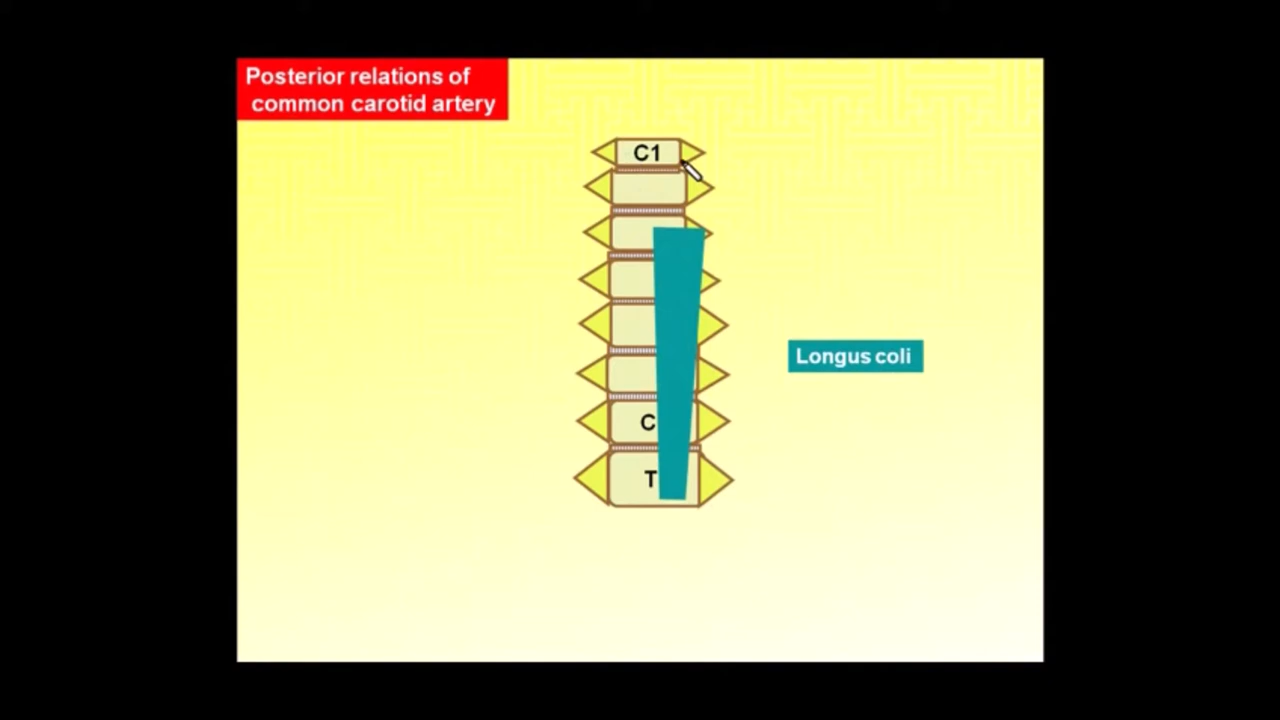 Posterior relations of
common carotid artery
C1
Longus coli
C
T